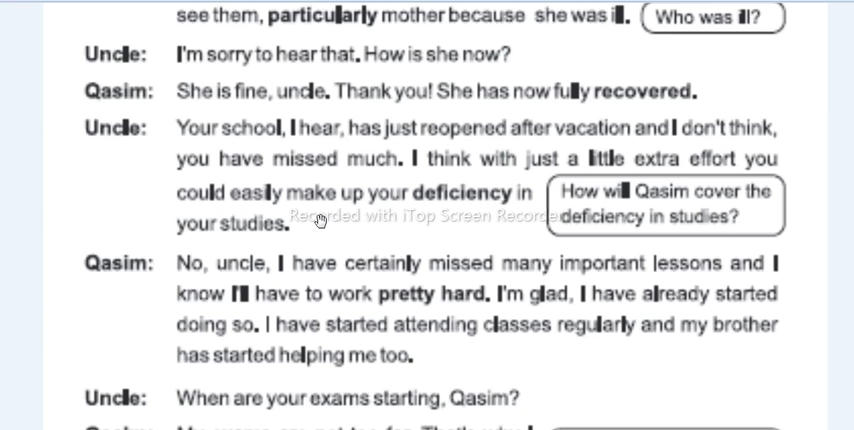 see them, particularly mother because she was ill. Who was ill?
Uncle: I'm sorry to hear that. How is she now?
Qasim: She is fine, uncle. Thank you! She has now fully recovered.
Uncle: Your school, I hear, has just reopened after vacation and I don't think,
you have missed much. I think with just a little extra effort you
could easily make up your deficiency in How will Qasim cover the
Recorded with iTop Screen Recorder deficiency in studies?
your studies.
Qasim: No, uncle, I have certainly missed many important lessons and I
know I'll have to work pretty hard. I'm glad, I have already started
doing so. I have started attending classes regularly and my brother
has started helping me too.
Uncle: When are your exams starting, Qasim?